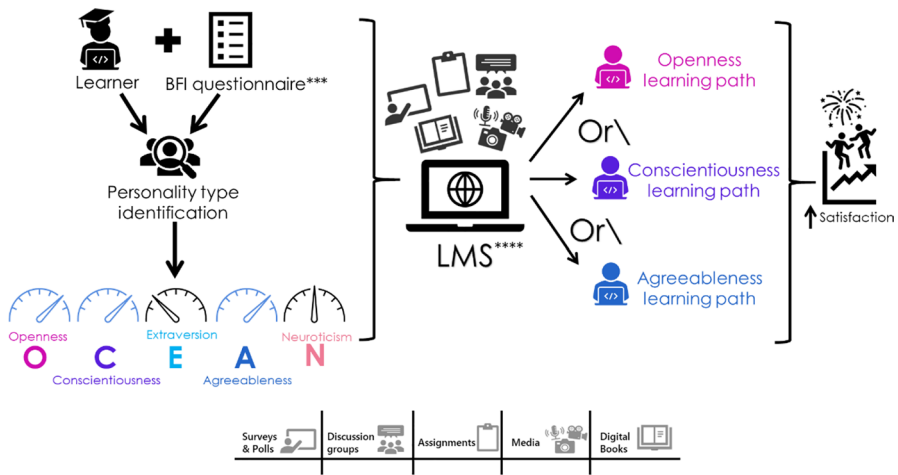 Learner
BFI questionnaire***
Personality type
identification
Openness
O
Conscientiousness
C
Extraversion
E
Agreeableness
A
Neuroticism
N
LMS****
Openness
learning path
Or\
Conscientiousness
learning path
Or\
Agreeableness
learning path
Satisfaction
Surveys
& Polls
Discussion
groups
Assignments
Media
Digital
Books